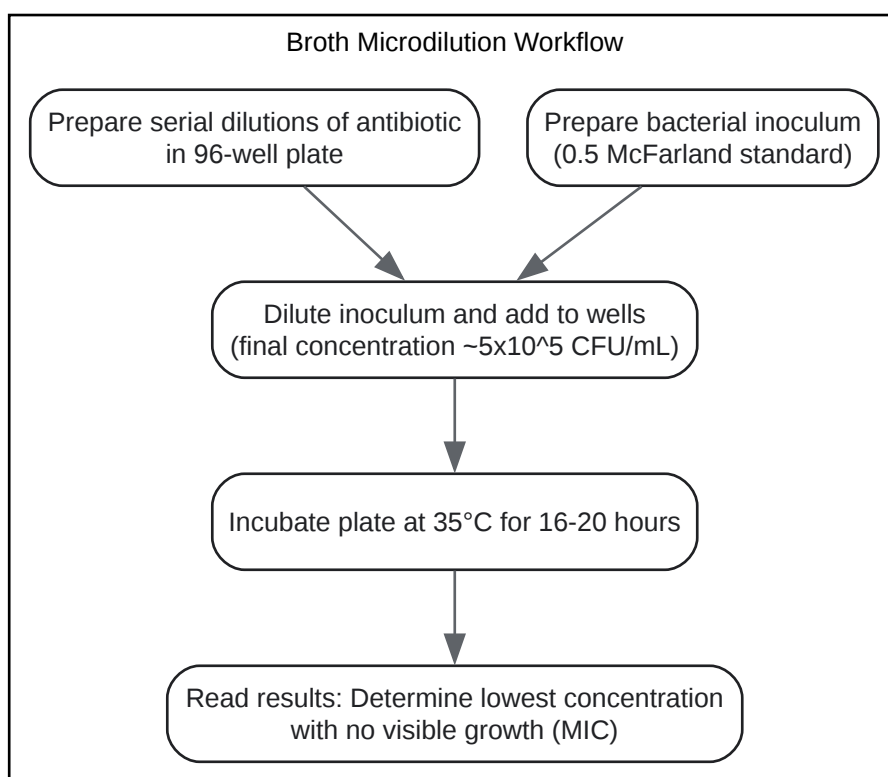 Broth Microdilution Workflow
Prepare serial dilutions of antibiotic
in 96-well plate
Prepare bacterial inoculum
(0.5 McFarland standard)
Dilute inoculum and add to wells
(final concentration ~5x10^5 CFU/mL)
Incubate plate at 35°C for 16-20 hours
Read results: Determine lowest concentration
with no visible growth (MIC)